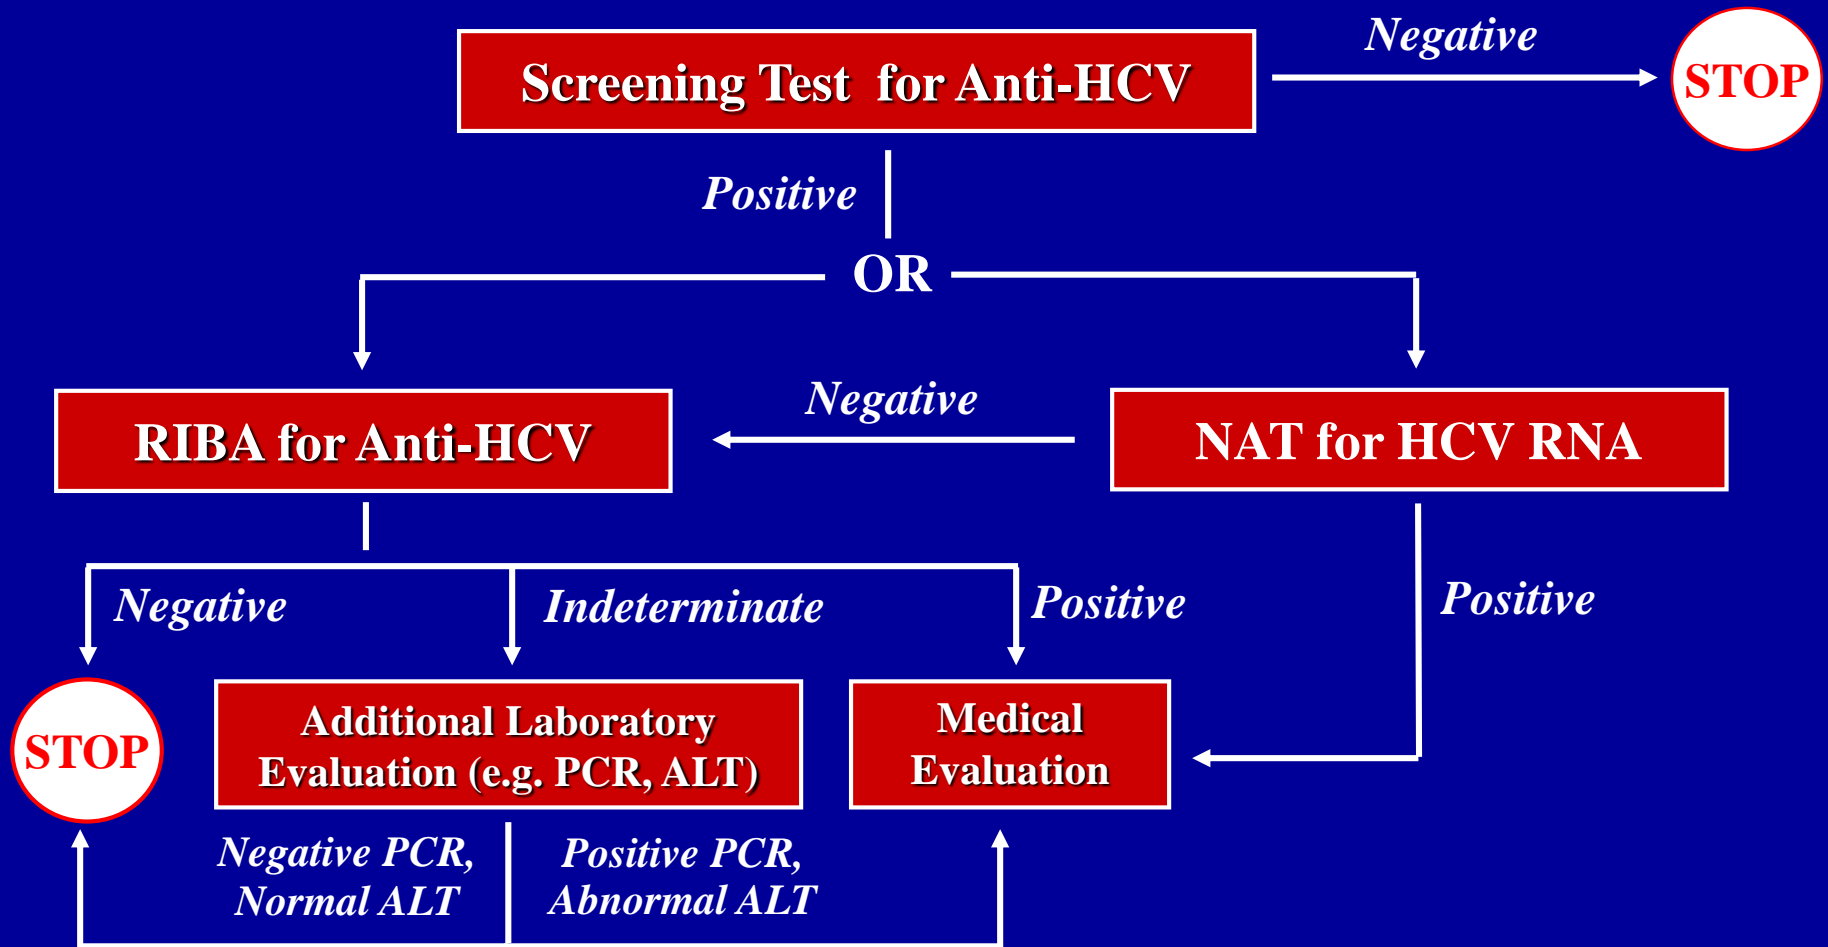 Negative
Screening Test for Anti-HCV
STOP
Positive
OR
Negative
RIBA for Anti-HCV
NAT for HCV RNA
Negative
Indeterminate
Positive
Positive
STOP
Additional Laboratory
Evaluation (e.g. PCR, ALT)
Medical
Evaluation
Negative PCR,
Normal ALT
Positive PCR,
Abnormal ALT